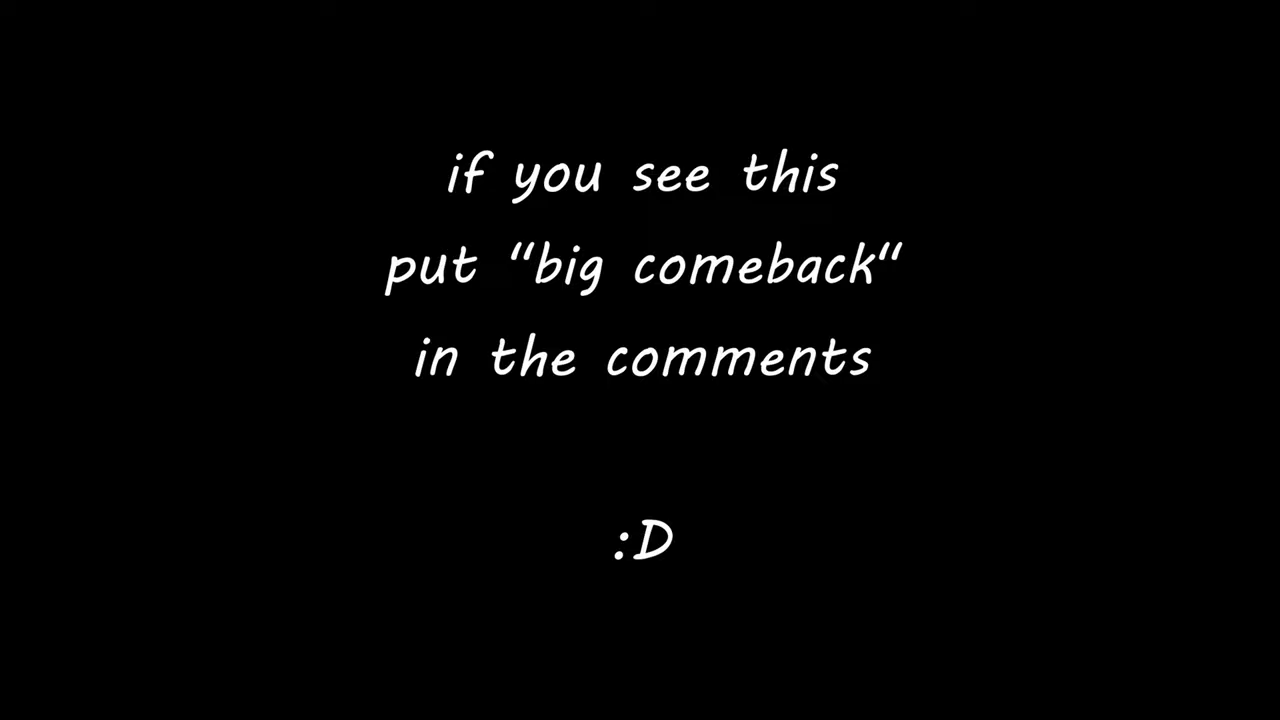 if you see this
put “big comeback“
in the comments
:D